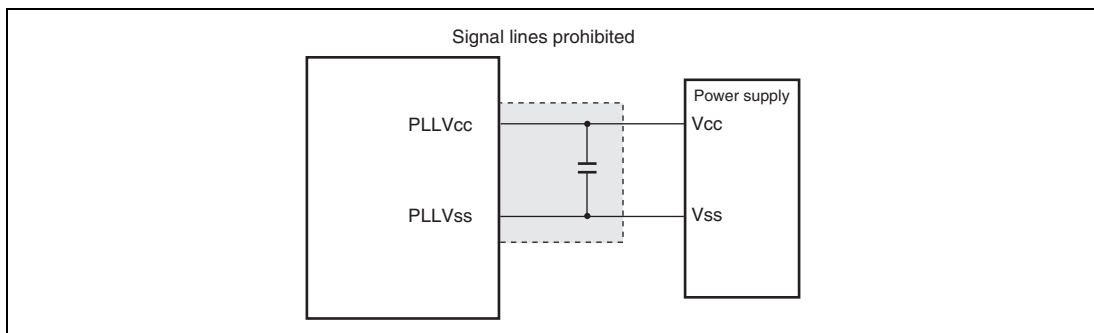 Signal lines prohibited
Power supply
PLLVcc
Vcc
PLLVss
Vss